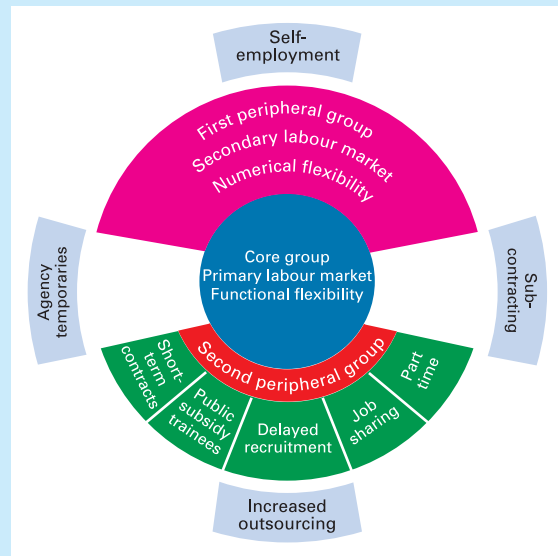 Self-
employment
First peripheral group
Secondary labour market
Numerical flexibility
Core group
Primary labour market
Functional flexibility
Agency
temporaries
Sub-
contracting
Second peripheral group
Short-
term
contracts
Public
subsidy
trainees
Delayed
recruitment
Job
sharing
Part
time
Increased
outsourcing